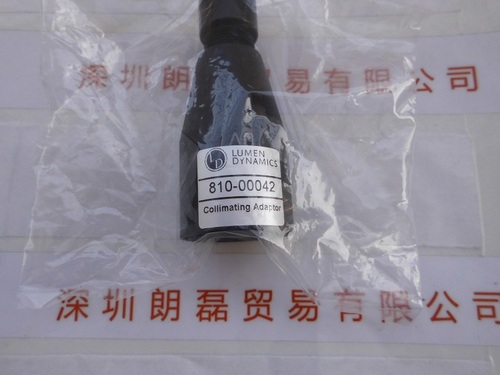 深圳朗磊贸易有限公司
LUMEN
DYNAMICS
LD
810-00042
Collimating Adaptor
深圳朗磊贸易有限公司